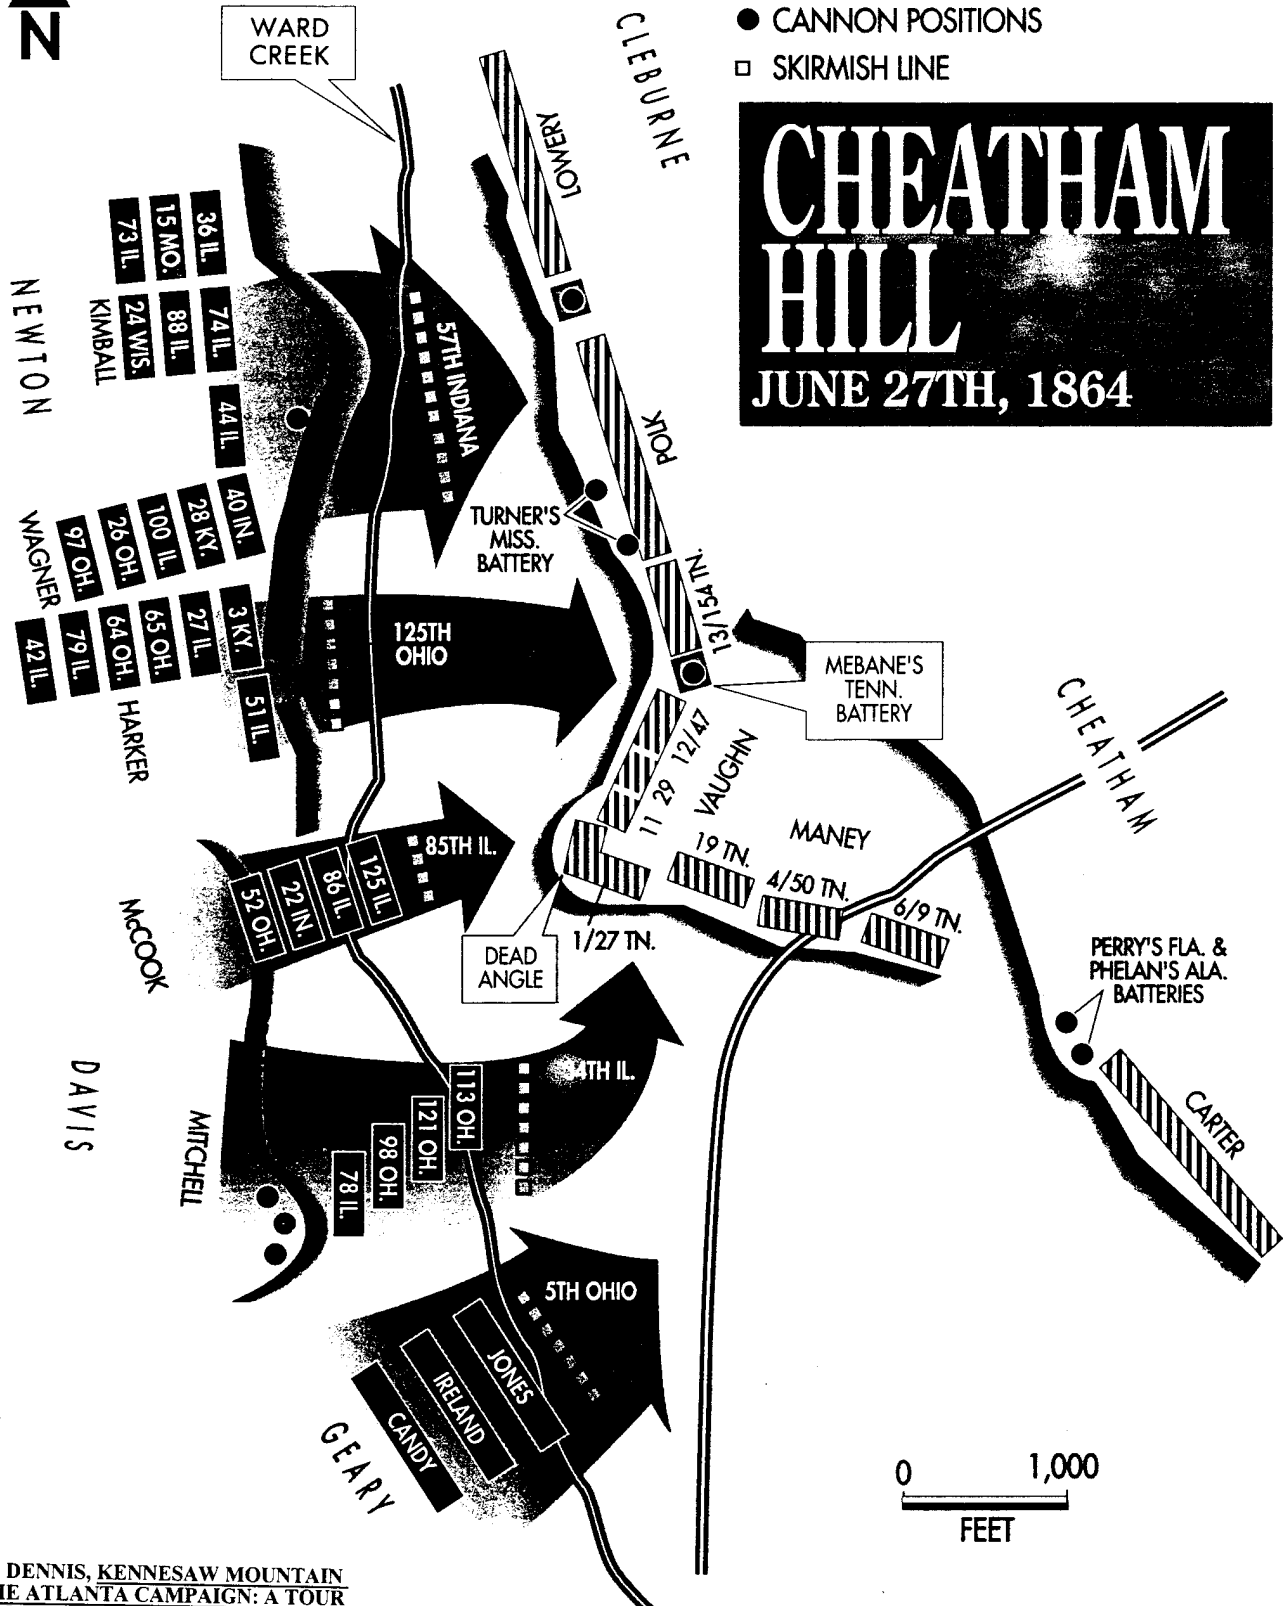 N
WARD
CREEK
CLEBURNE
CANNON POSITIONS
SKIRMISH LINE
CHEATHAM
HILL
JUNE 27TH, 1864
LOWERY
36 IL.
15 MO.
73 IL.
74 IL.
88 IL.
24 WIS.
KIMBALL
NEWTON
44 IL.
57TH INDIANA
POLK
40 IN.
28 KY.
100 IL.
26 OH.
97 OH.
WAGNER
TURNER'S
MISS.
BATTERY
13/154 TN.
3 KY.
27 IL.
65 OH.
64 OH.
79 IL.
42 IL.
51 IL.
HARKER
125TH
OHIO
MEBANE'S
TENN.
BATTERY
CHEATHAM
12/47
29
11
VAUGHN
MANEY
19 TN.
4/50 TN.
6/9 TN.
1/27 TN.
85TH IL.
125 IL.
86 IL.
22 IN.
52 OH.
McCOOK
DEAD
ANGLE
PERRY'S FLA. &
PHELAN'S ALA.
BATTERIES
CARTER
DAVIS
MITCHELL
34TH IL.
113 OH.
121 OH.
98 OH.
78 IL.
5TH OHIO
JONES
IRELAND
CANDY
GEARY
0 1,000
FEET
DENNIS, KENNESAW MOUNTAIN
ATLANTA CAMPAIGN: A TOUR